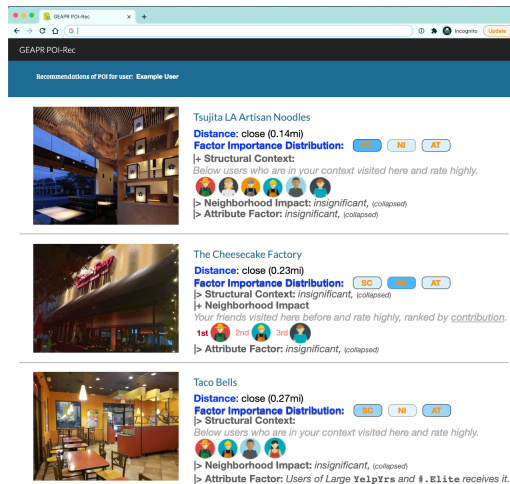 GEAPR POI-Rec
G
Incognito
Update
GEAPR POI-Rec
Recommendations of POI for user: Example User
Tsujita LA Artisan Noodles
Distance: close (0.14mi)
Factor Importance Distribution: SC NI AT
|+ Structural Context:
Below users who are in your context visited here and rate highly.
|> Neighborhood Impact: insignificant, (collapsed)
|> Attribute Factor: insignificant, (collapsed)
The Cheesecake Factory
Distance: close (0.23mi)
Factor Importance Distribution: SC NI AT
|> Structural Context: insignificant, (collapsed)
|+ Neighborhood Impact
Your friends visited here before and rate highly, ranked by contribution.
1st 2nd 3rd
|> Attribute Factor: insignificant, (collapsed)
Taco Bells
Distance: close (0.27mi)
Factor Importance Distribution: SC NI AT
|> Structural Context:
Below users who are in your context visited here and rate highly.
|> Neighborhood Impact: insignificant, (collapsed)
|> Attribute Factor: Users of Large YelpYrs and #.Elite receives it.